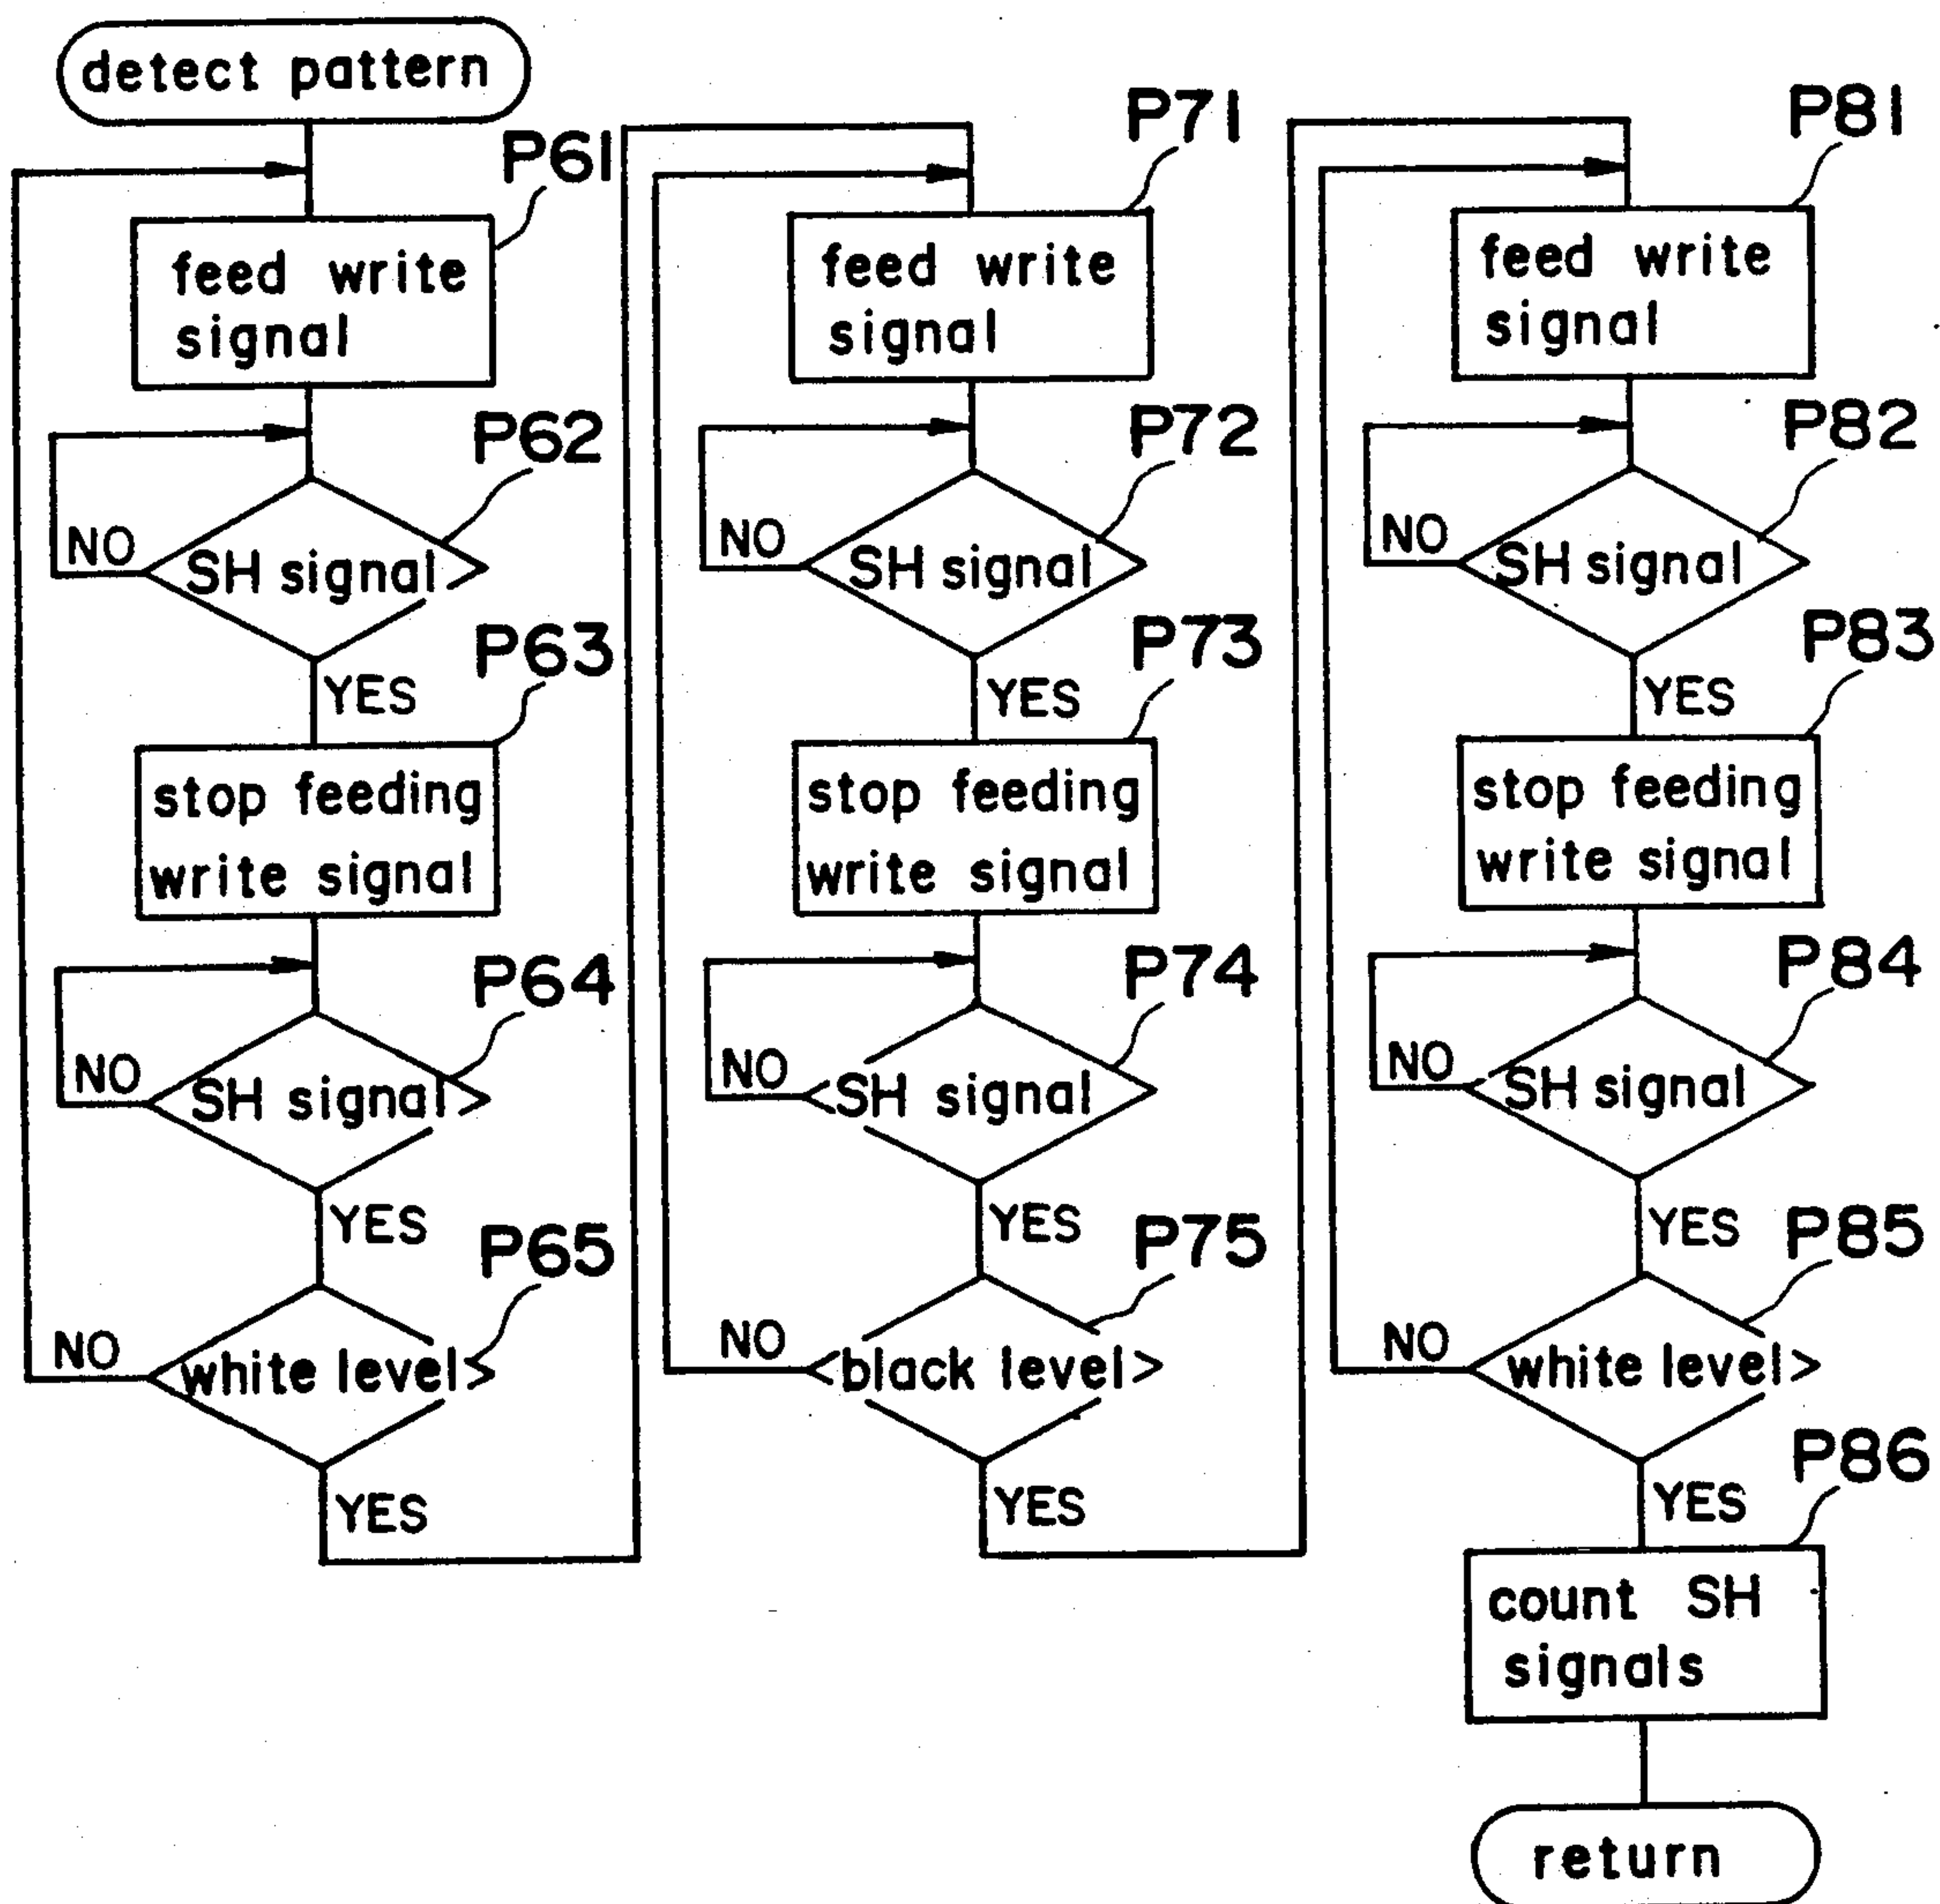 detect pattern
P61
feed write
signal
P62
NO
SH signal
YES
P63
stop feeding
write signal
P64
NO
SH signal
YES
P65
NO
white level
YES
P71
feed write
signal
P72
NO
SH signal
YES
P73
stop feeding
write signal
P74
NO
SH signal
YES
P75
NO
black level
YES
P81
feed write
signal
P82
NO
SH signal
YES
P83
stop feeding
write signal
P84
NO
SH signal
YES
P85
NO
white level
YES
P86
count SH
signals
return